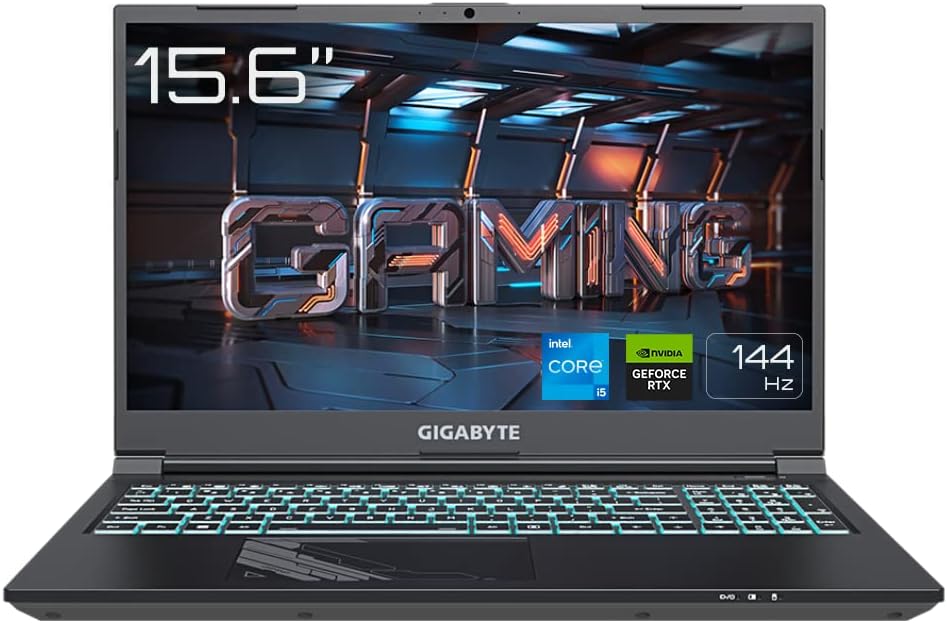 15.6”
GAMING
intel
CORE
i5
NVIDIA
GEFORCE
RTX
144
Hz
GIGABYTE